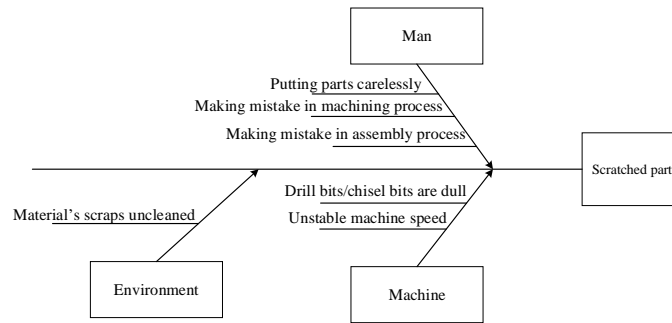 Man
Putting parts carelessly
Making mistake in machining process
Making mistake in assembly process
Scratched part
Drill bits/chisel bits are dull
Material’s scraps uncleaned
Unstable machine speed
Environment
Machine